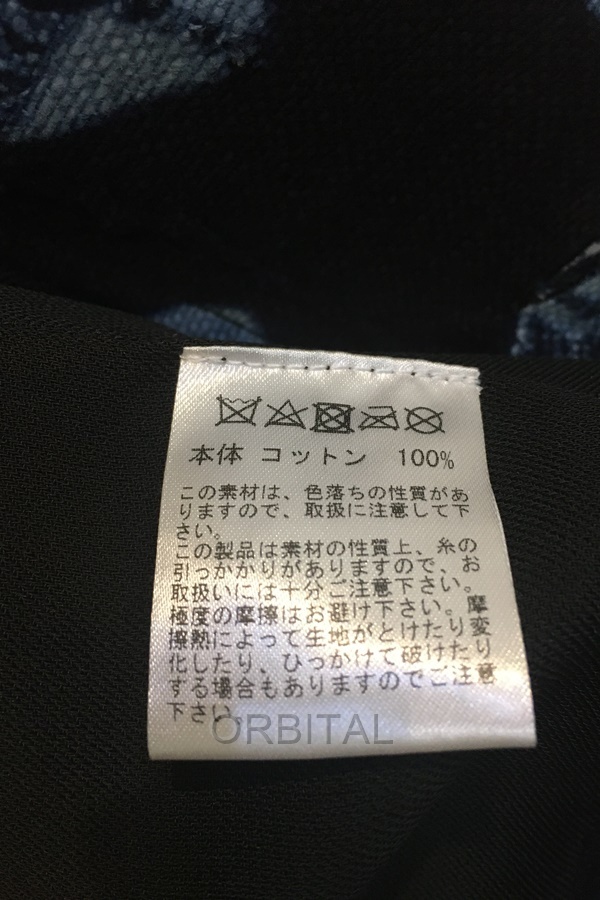 本体 コットン 100%
この素材は、色落ちの性質があ
りますので、取扱に注意して下
さい。
この製品は素材の性質上、糸の
引っかかりがありますので、お
取扱いには十分ご注意下さい。
極度の摩擦はお避け下さい。摩
擦熱によって生地がとけたり変
化したり、ひっかけて破けたり
する場合もありますのでご注意
下さい。
ORBITAL